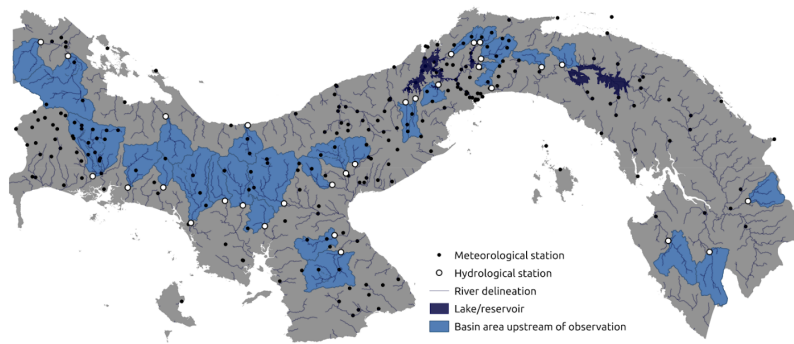 Meteorological station
Hydrological station
River delineation
Lake/reservoir
Basin area upstream of observation